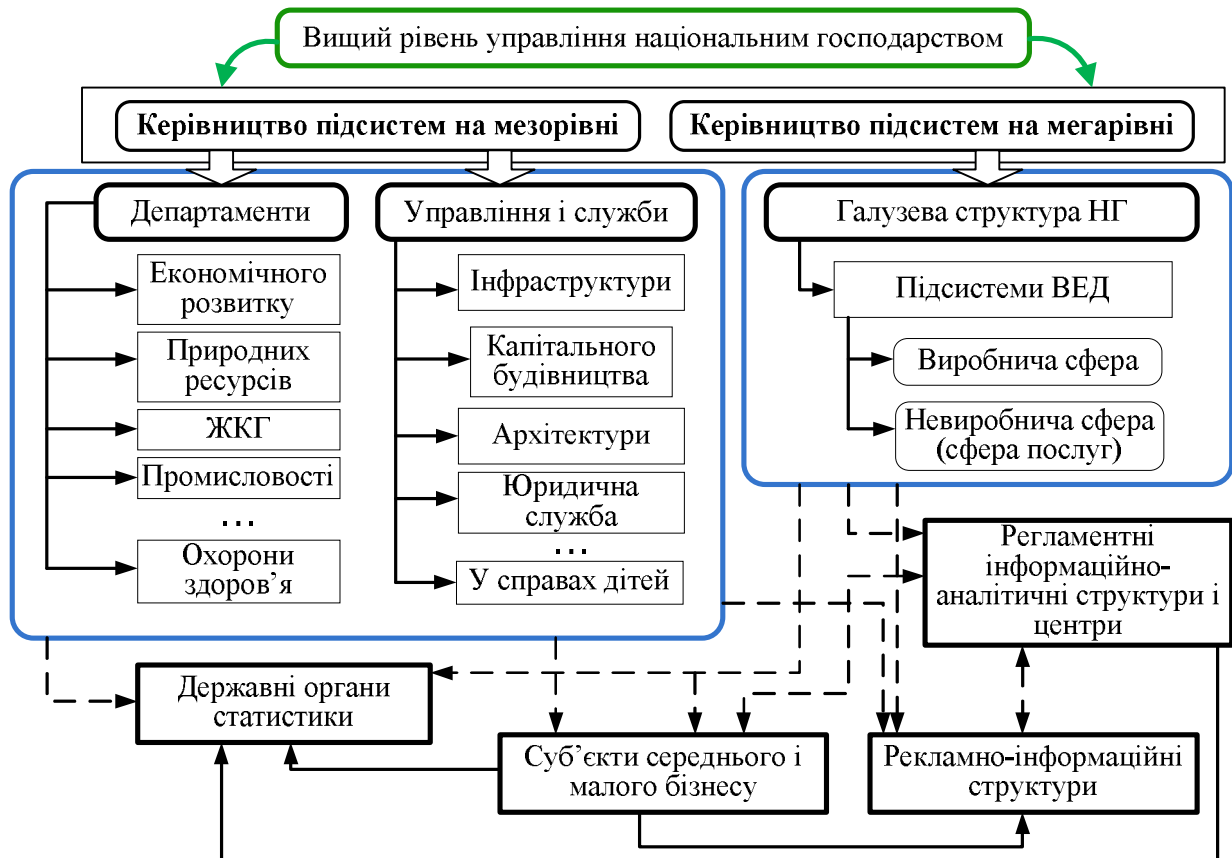 Вищий рівень управління національним господарством
Керівництво підсистем на мезорівні
Керівництво підсистем на мегарівні
Департаменти
Економічного
розвитку
Природних
ресурсів
ЖКГ
Промисловості
...
Охорони
здоров’я
Управління і служби
Інфраструктури
Капітального
будівництва
Архітектури
Юридична
служба
...
У справах дітей
Галузева структура НГ
Підсистеми ВЕД
Виробнича сфера
Невиробнича сфера
(сфера послуг)
Регламентні
інформаційно-
аналітичні структури і
центри
Державні органи
статистики
Суб’єкти середнього і
малого бізнесу
Рекламно-інформаційні
структури